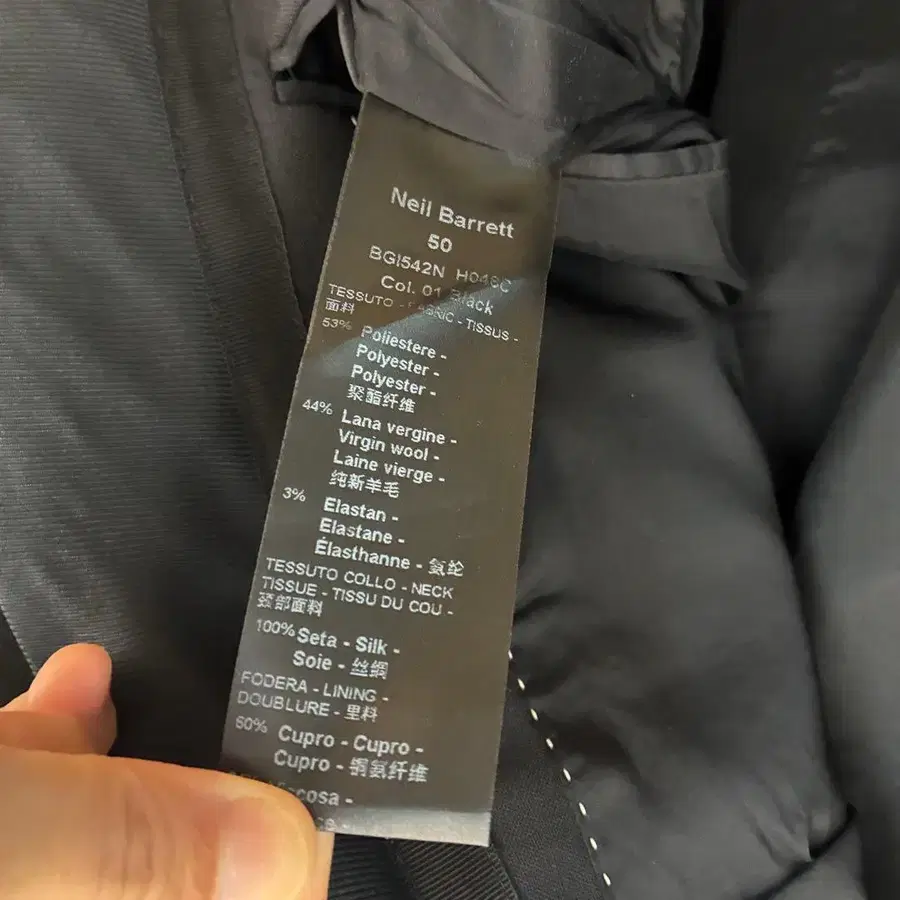 Neil Barrett
50
BGI542N H046C
Col. 01 Black
TESSUTO - FABRIC - TISSUS -
面料
53% Poliestere -
Polyester -
Polyester -
聚酯纤维
44% Lana vergine -
Virgin wool -
Laine vierge -
纯新羊毛
3% Elastan -
Elastane -
Élasthanne - 氨纶
TESSUTO COLLO - NECK
TISSUE - TISSU DU COU -
颈部面料
100% Seta - Silk -
Soie - 丝绸
FODERA - LINING -
DOUBLURE - 里料
60% Cupro - Cupro -
Cupro - 铜氨纤维